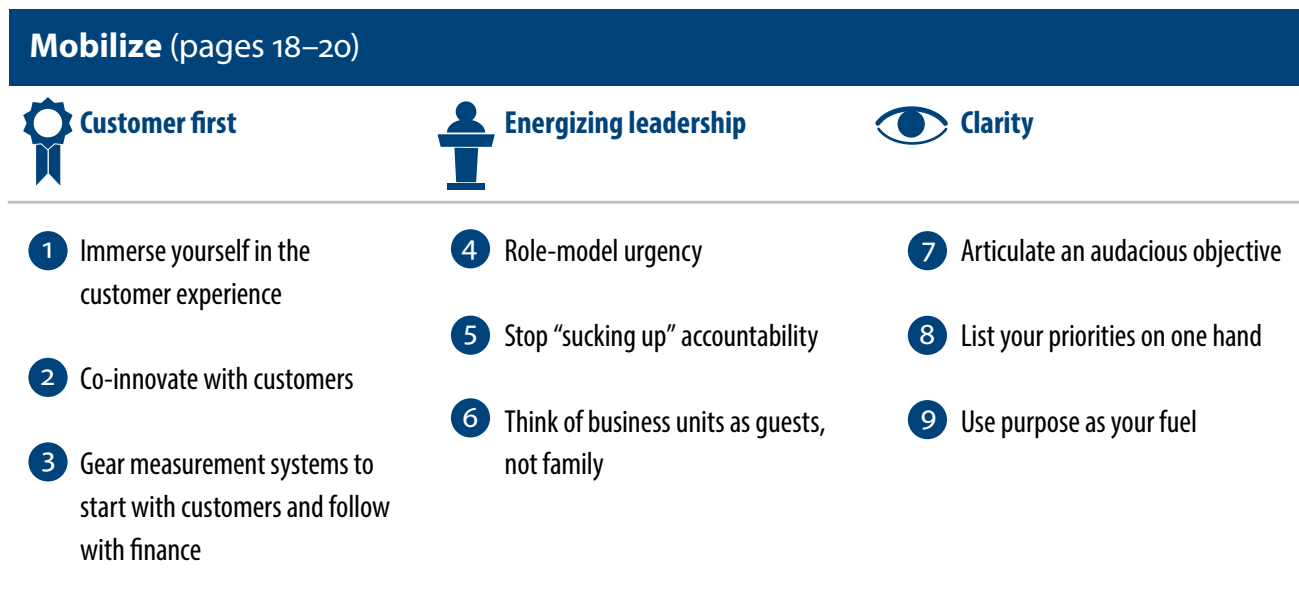 Mobilize (pages 18–20)
Customer first
1 Immerse yourself in the
customer experience
2 Co-innovate with customers
3 Gear measurement systems to
start with customers and follow
with finance
Energizing leadership
4 Role-model urgency
5 Stop “sucking up” accountability
6 Think of business units as guests,
not family
Clarity
7 Articulate an audacious objective
8 List your priorities on one hand
9 Use purpose as your fuel